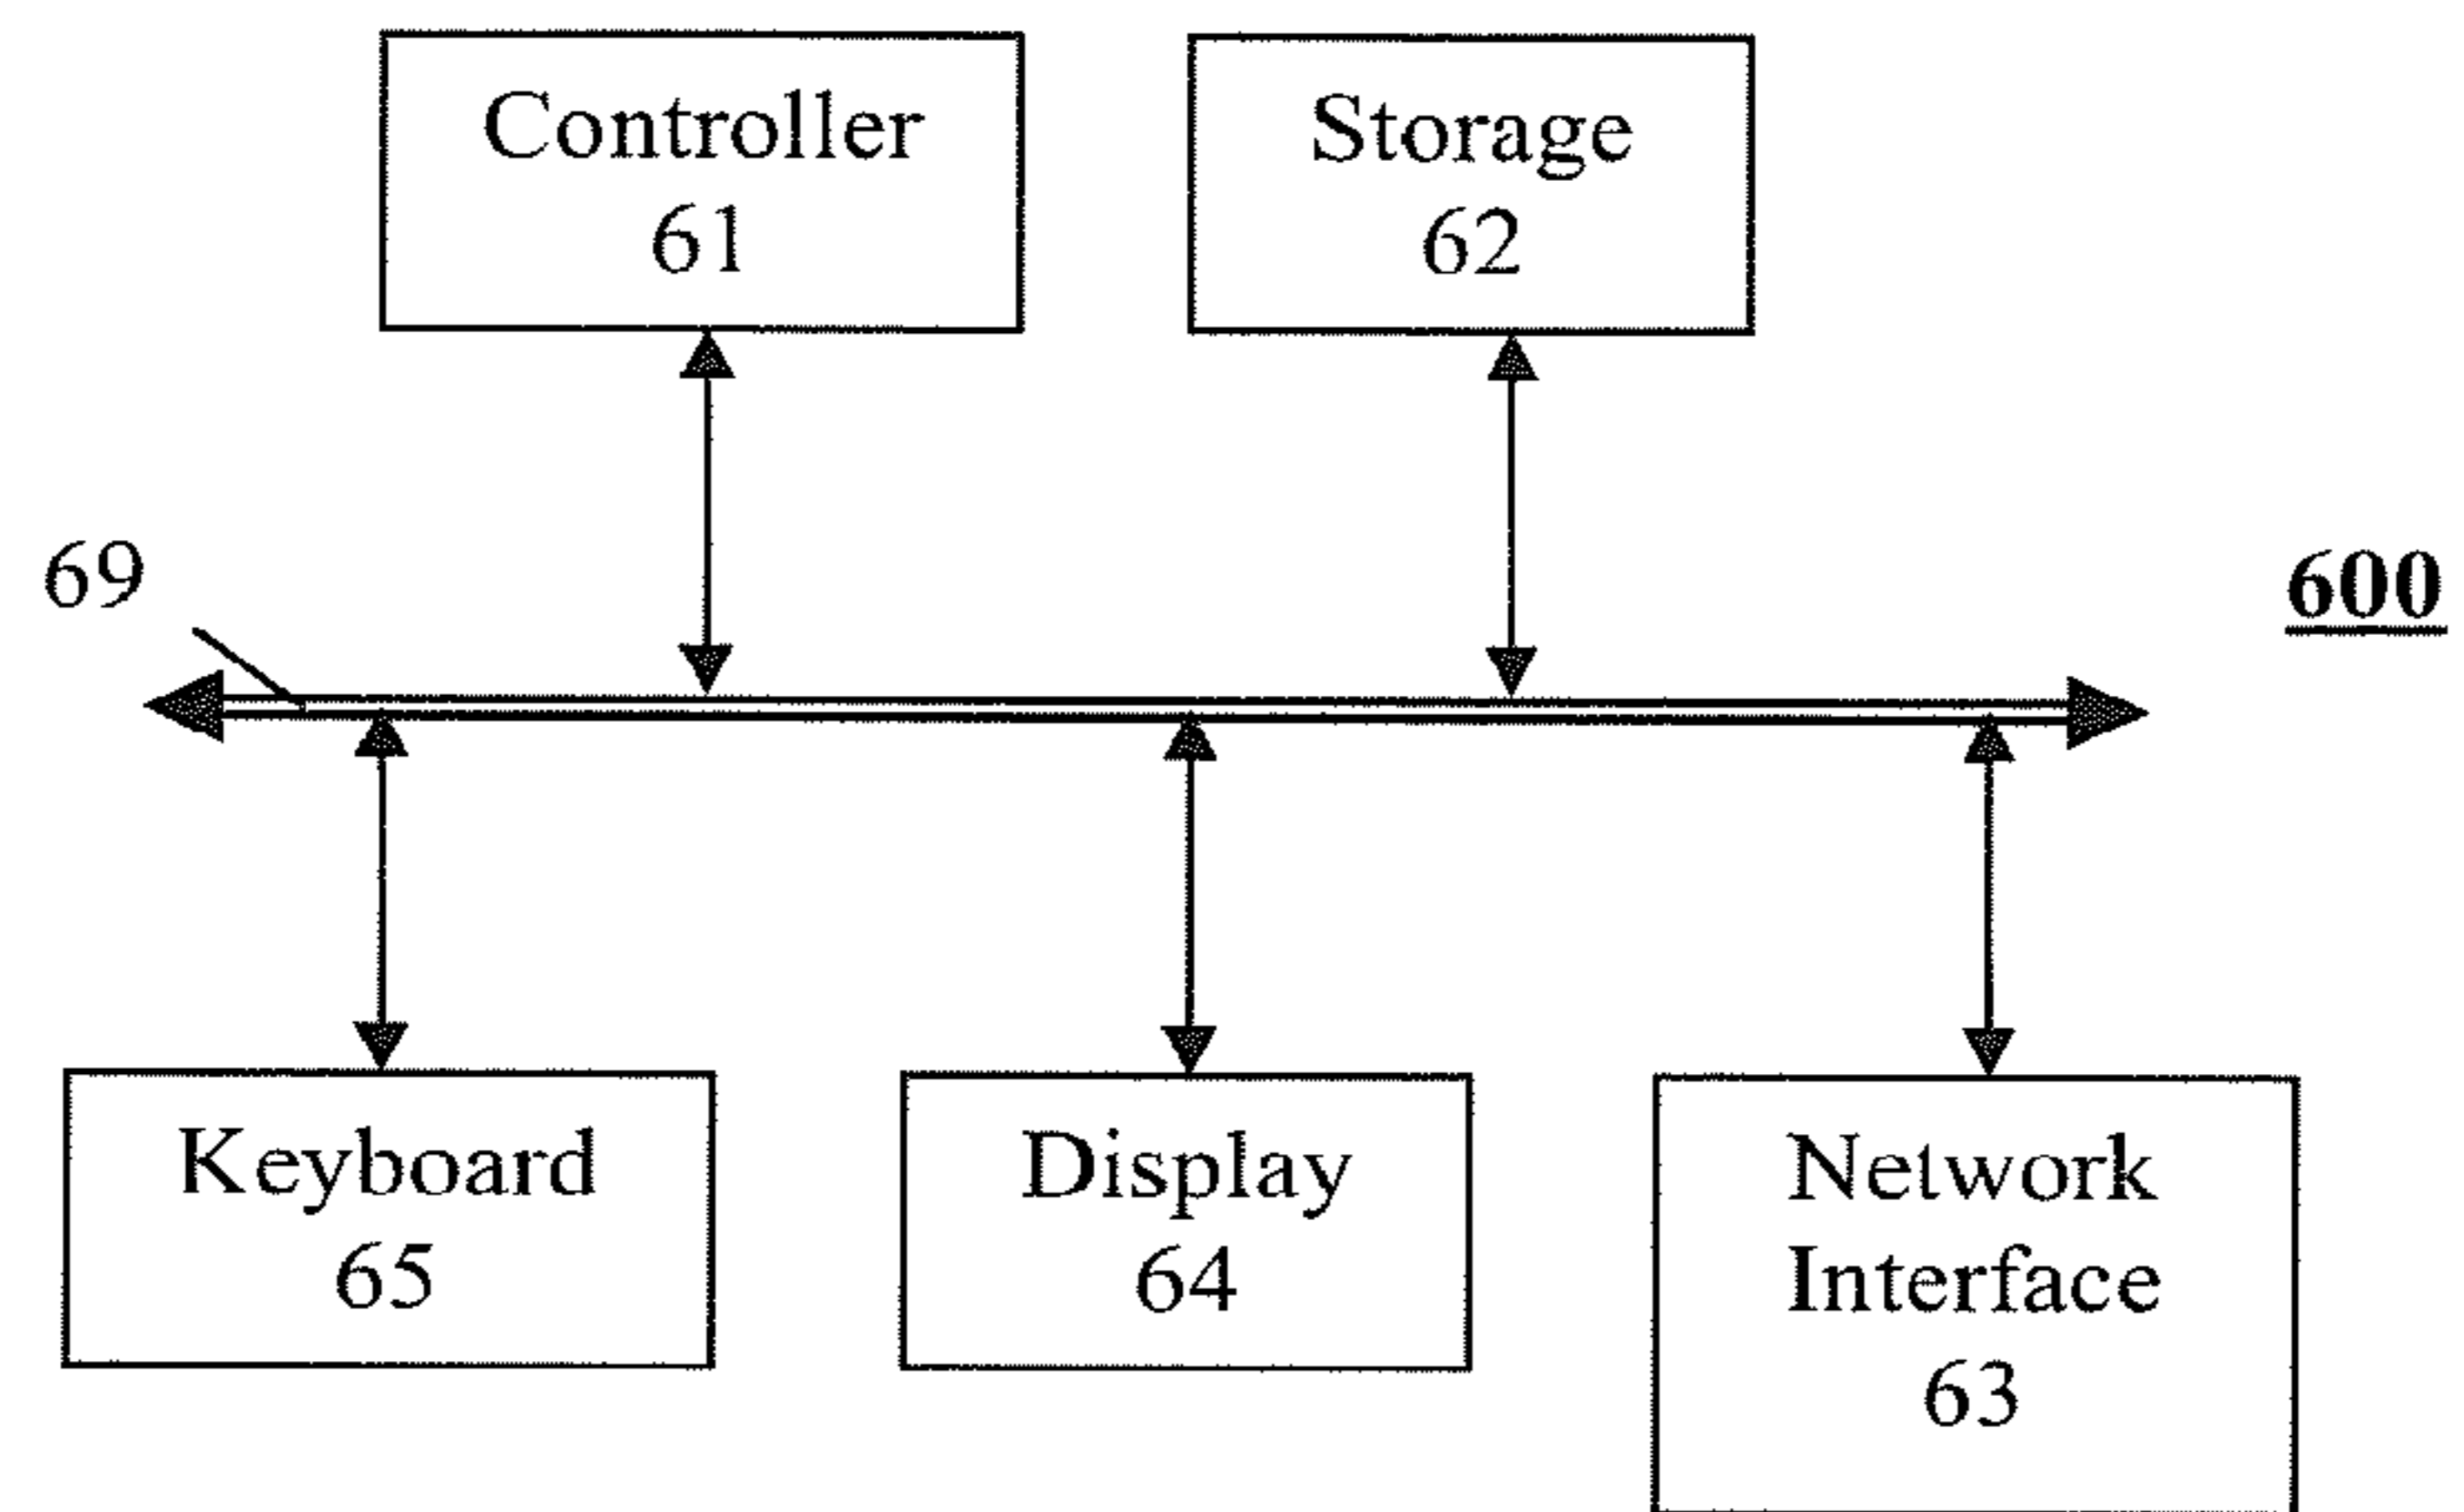 Controller
61
Storage
62
69
600
Keyboard
65
Display
64
Network
Interface
63